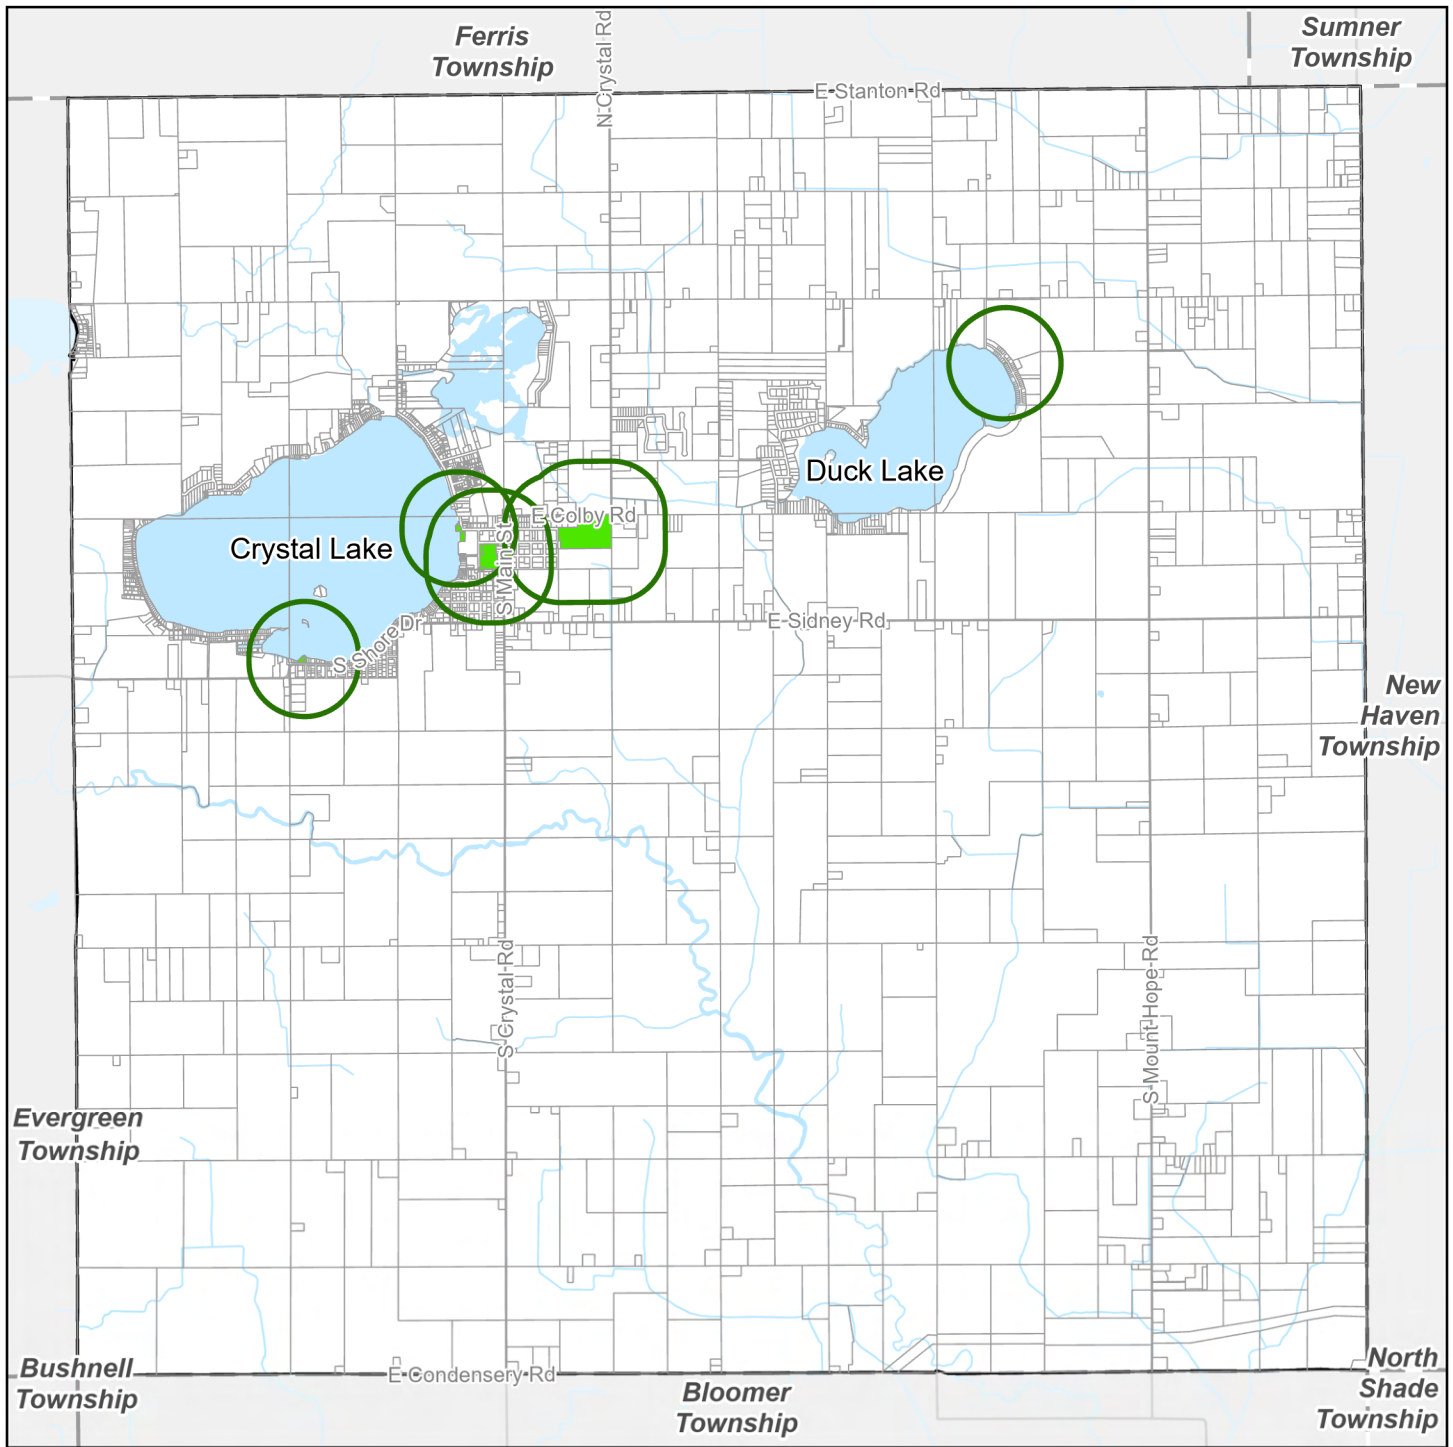 Ferris
Township
N Crystal Rd
Sumner
Township
E Stanton Rd
Duck Lake
E Colby Rd
Crystal Lake
S Main St
E Sidney Rd
S Shore Dr
New
Haven
Township
S Crystal Rd
S Mount Hope Rd
Evergreen
Township
Bushnell
Township
E Condensery Rd
Bloomer
Township
North
Shade
Township